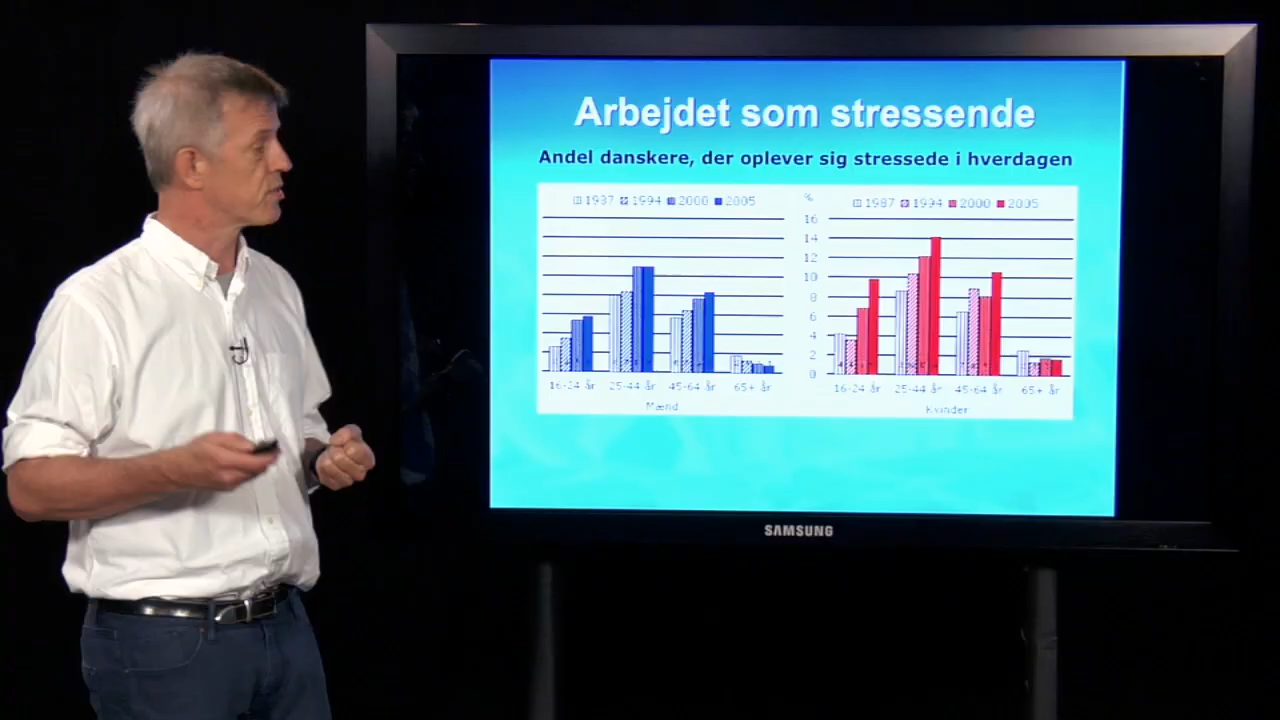 Arbejdet som stressende
Andel danskere, der oplever sig stressede i hverdagen
1987 1994 2000 2005
16-24 år 25-44 år 45-64 år 65+ år
Mænd
%
1987 1994 2000 2005
16
14
12
10
8
6
4
2
0
16-24 år 25-44 år 45-64 år 65+ år
Kvinder
SAMSUNG